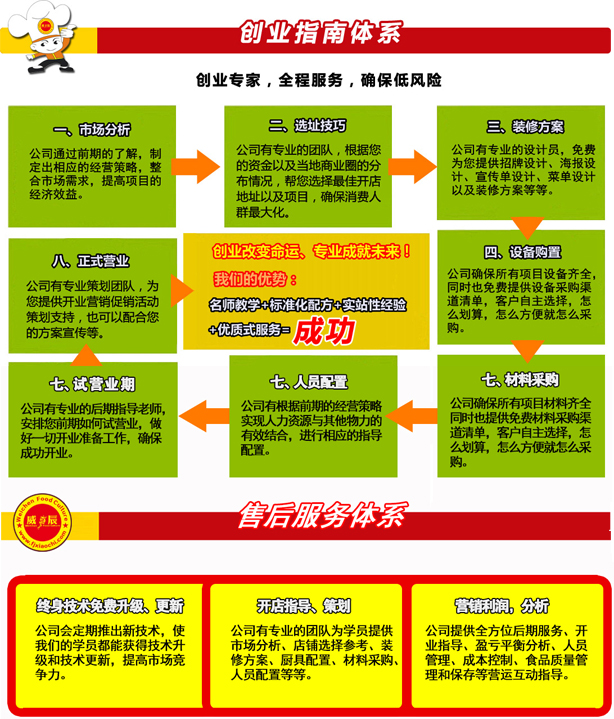 创业指南体系
创业专家，全程服务，确保低风险
一、市场分析
公司通过前期的了解，制
定出相应的经营策略，整
合市场需求，提高项目的
经济效益。
二、选址技巧
公司有专业的团队，根据您
的资金以及当地商业圈的分
布情况，帮您选择最佳开店
地址以及项目，确保消费人
群最大化。
三、装修方案
公司有专业的设计员，免费
为您提供招牌设计、海报设
计、宣传单设计、菜单设计
以及装修方案等等。
四、设备购置
公司确保所有项目设备齐全，
同时也免费提供设备采购渠
道清单，客户自主选择，怎
么划算，怎么方便就怎么采
购。
七、材料采购
公司确保所有项目材料齐全
同时也提供免费材料采购渠
道清单，客户自主选择，怎
么划算，怎么方便就怎么采
购。
七、人员配置
公司有根据前期的经营策略
实现人力资源与其他物力的
有效结合，进行相应的指导
配置。
七、试营业期
公司有专业的后期指导老师，
安排您前期如何试营业，做
好一切开业准备工作，确保
成功开业。
八、正式营业
公司有专业策划团队，为
您提供开业营销促销活动
策划支持，也可以配合您
的方案宣传等。
创业改变命运、专业成就未来！
我们的优势：
名师教学+标准化配方+实站性经验
+优质式服务=成功
Weichen Food Culture
威辰
www.fjxiaochi.com
售后服务体系
终身技术免费升级、更新
公司会定期推出新技术，使
我们的学员都能获得技术升
级和技术更新，提高市场竞
争力。
开店指导、策划
公司有专业的团队为学员提供
市场分析、店铺选择参考、装
修方案、厨具配置、材料采购、
人员配置等等。
营销利润，分析
公司提供全方位后期服务、开
业指导、盈亏平衡分析、人员
管理、成本控制、食品质量管
理和保存等营运互动指导。